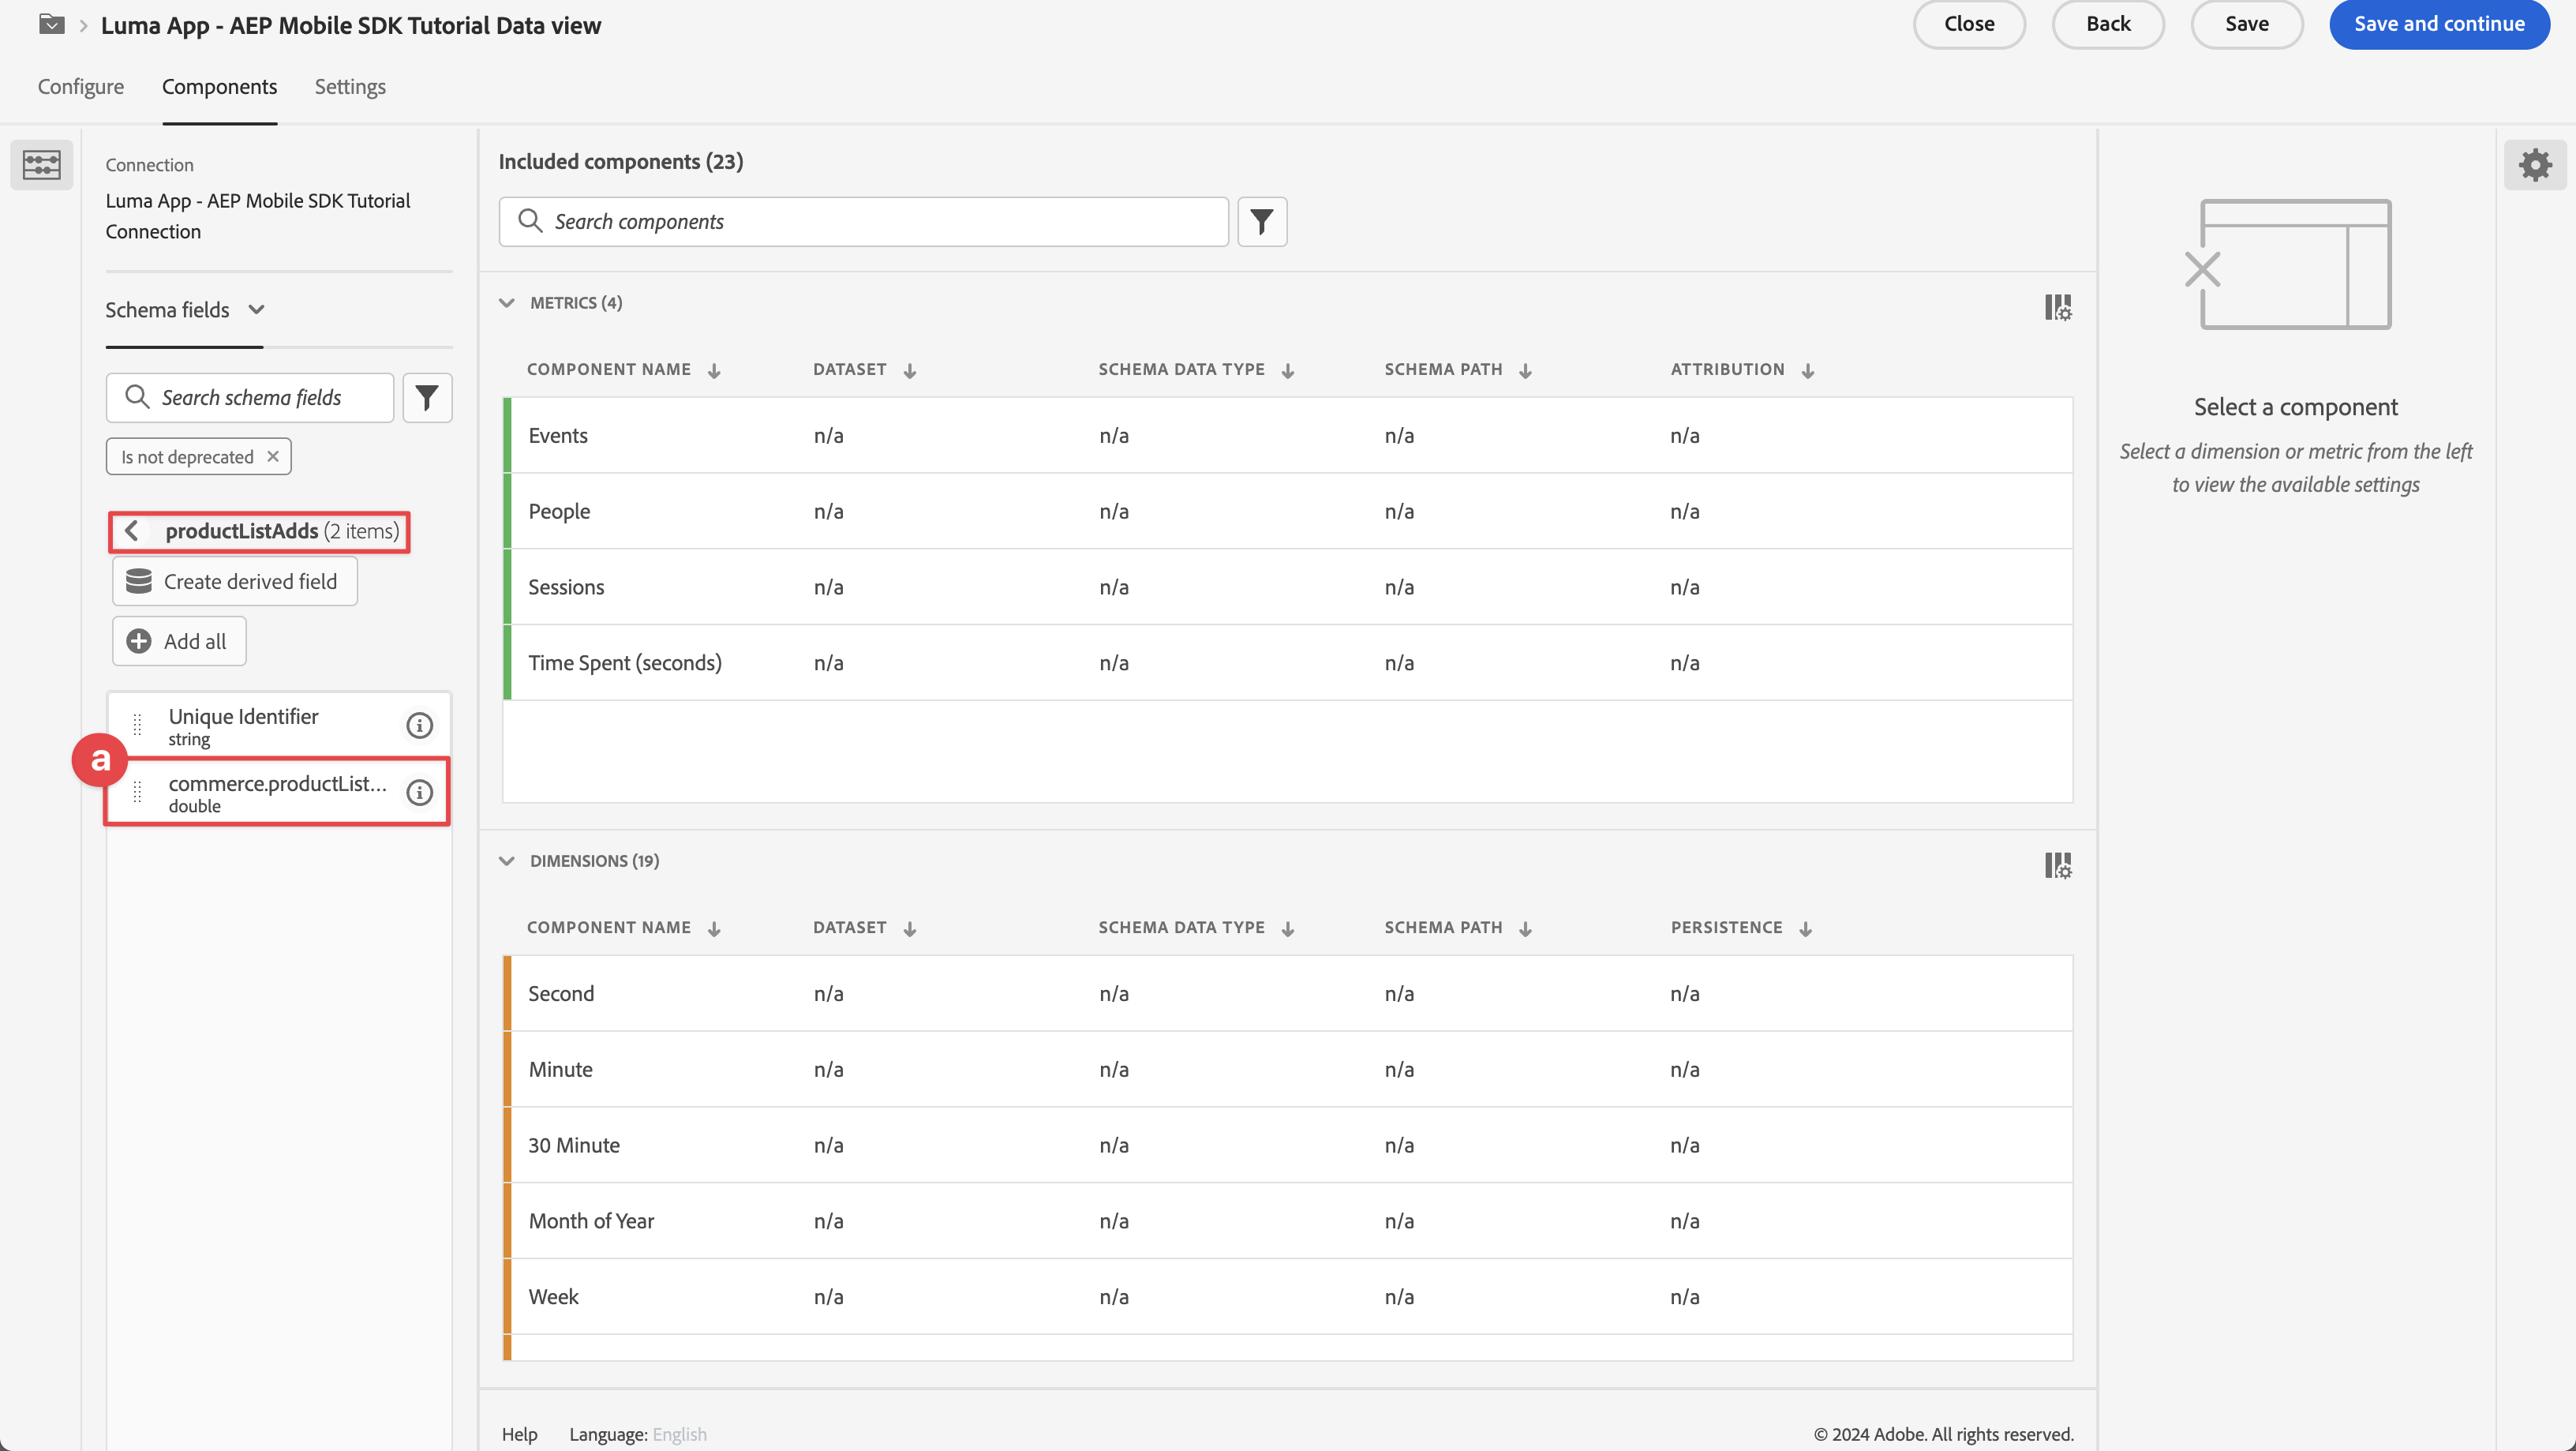 Luma App - AEP Mobile SDK Tutorial Data view
Close
Back
Save
Save and continue
Configure
Components
Settings
Connection
Luma App - AEP Mobile SDK Tutorial
Connection
Schema fields
Search schema fields
Is not deprecated
productListAdds (2 items)
Create derived field
Add all
Unique Identifier
string
a
commerce.productList...
double
Included components (23)
Search components
METRICS (4)
COMPONENT NAME DATASET SCHEMA DATA TYPE SCHEMA PATH ATTRIBUTION
Events n/a n/a n/a n/a
People n/a n/a n/a n/a
Sessions n/a n/a n/a n/a
Time Spent (seconds) n/a n/a n/a n/a
DIMENSIONS (19)
COMPONENT NAME DATASET SCHEMA DATA TYPE SCHEMA PATH PERSISTENCE
Second n/a n/a n/a n/a
Minute n/a n/a n/a n/a
30 Minute n/a n/a n/a n/a
Month of Year n/a n/a n/a n/a
Week n/a n/a n/a n/a
Select a component
Select a dimension or metric from the left
to view the available settings
Help
Language: English
© 2024 Adobe. All rights reserved.